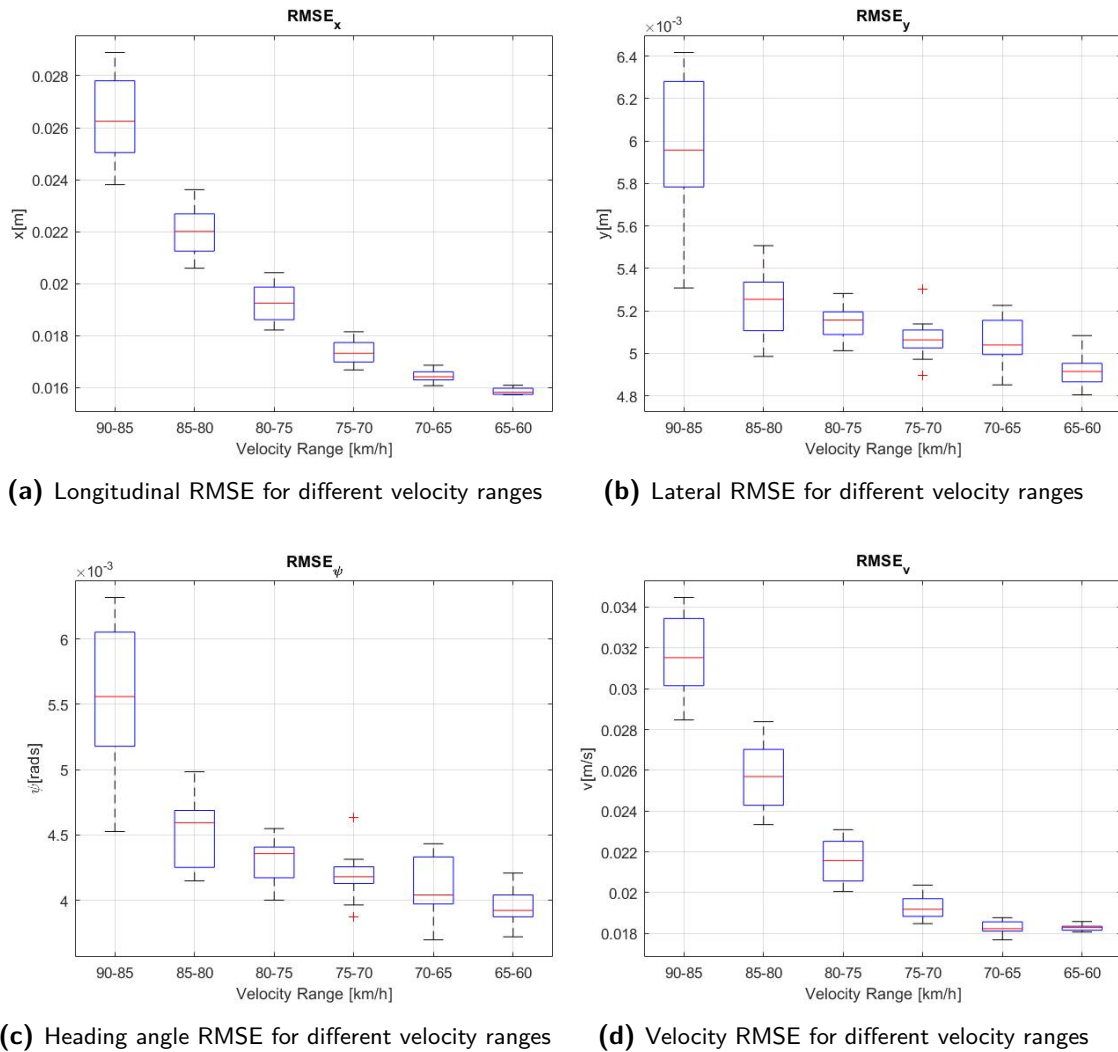 RMSE_x
0.028
0.026
0.024
0.022
0.02
0.018
0.016
x[m]
90-85 85-80 80-75 75-70 70-65 65-60
Velocity Range [km/h]
(a) Longitudinal RMSE for different velocity ranges
RMSE_y
×10⁻³
6.4
6.2
6
5.8
5.6
5.4
5.2
5
4.8
y[m]
90-85 85-80 80-75 75-70 70-65 65-60
Velocity Range [km/h]
(b) Lateral RMSE for different velocity ranges
RMSE_ψ
×10⁻³
6
5.5
5
4.5
4
ψ[rads]
90-85 85-80 80-75 75-70 70-65 65-60
Velocity Range [km/h]
(c) Heading angle RMSE for different velocity ranges
RMSE_v
0.034
0.032
0.03
0.028
0.026
0.024
0.022
0.02
0.018
v[m/s]
90-85 85-80 80-75 75-70 70-65 65-60
Velocity Range [km/h]
(d) Velocity RMSE for different velocity ranges